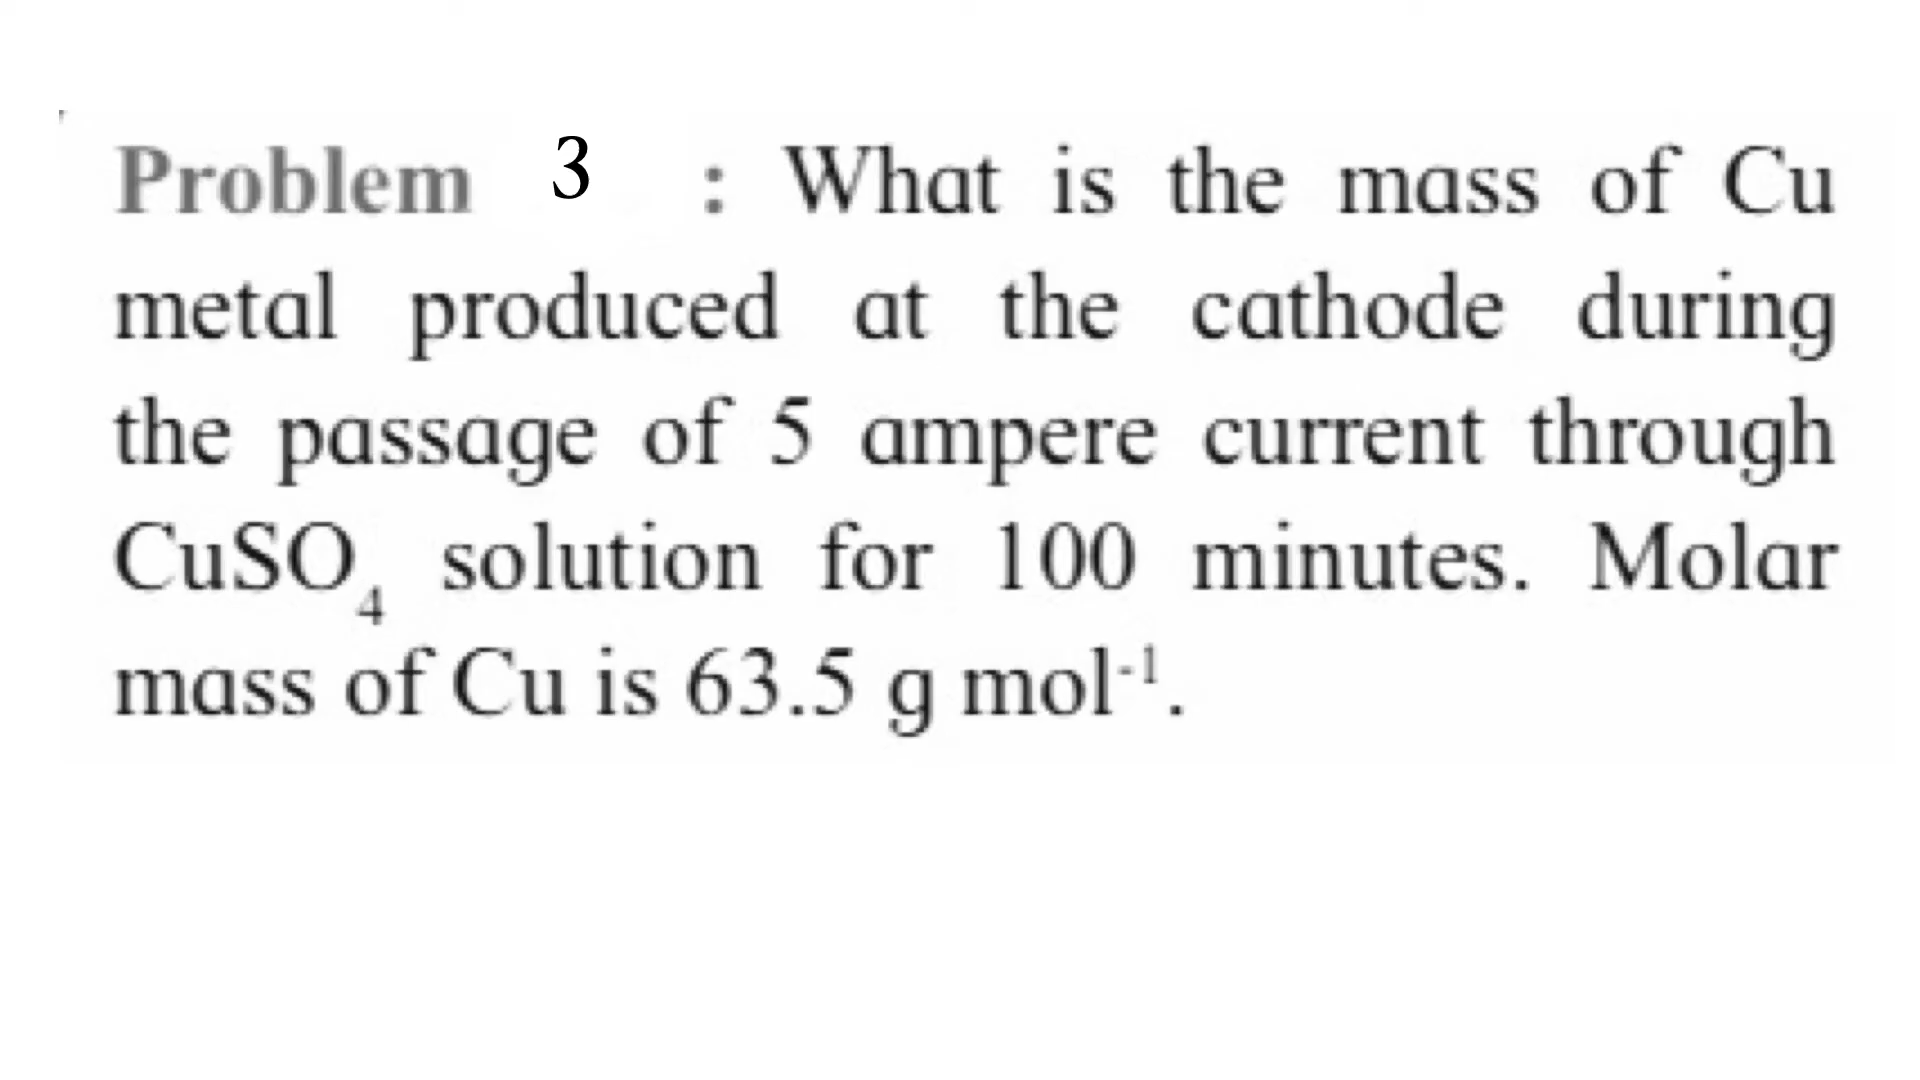 Problem 3 : What is the mass of Cu
metal produced at the cathode during
the passage of 5 ampere current through
CuSO₄ solution for 100 minutes. Molar
mass of Cu is 63.5 g mol⁻¹.